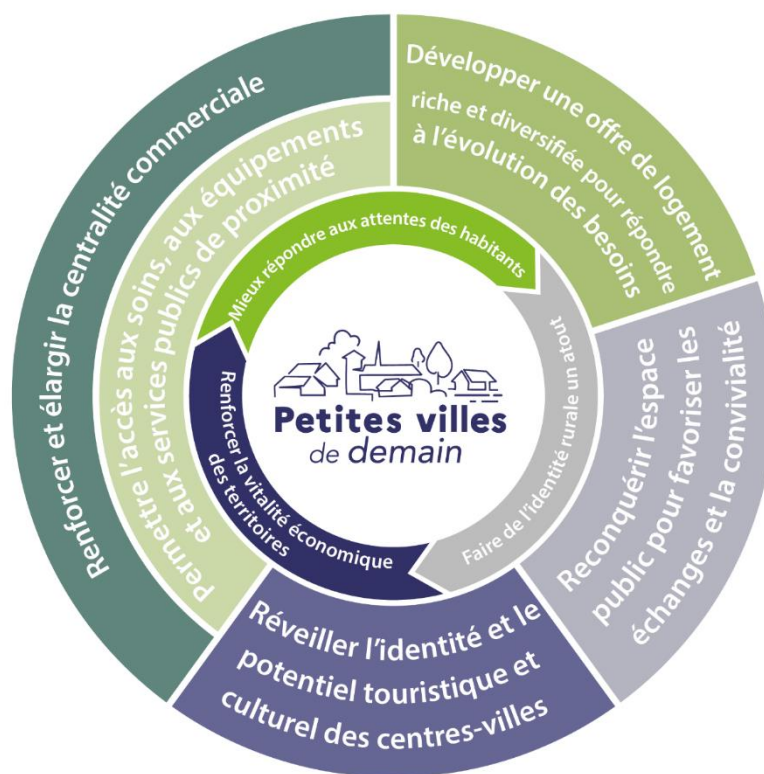 Renforcer et élargir la centralité commerciale
Permettre l'accès aux soins, aux équipements
et aux services publics de proximité
Développer une offre de logement
riche et diversifiée pour répondre
à l'évolution des besoins
Reconquérir l'espace
public pour favoriser les
échanges et la convivialité
Réveiller l'identité et le
potentiel touristique et
culturel des centres-villes
Mieux répondre aux attentes des habitants
Faire de l'identité rurale un atout
Renforcer la vitalité économique
des territoires
Petites villes
de demain